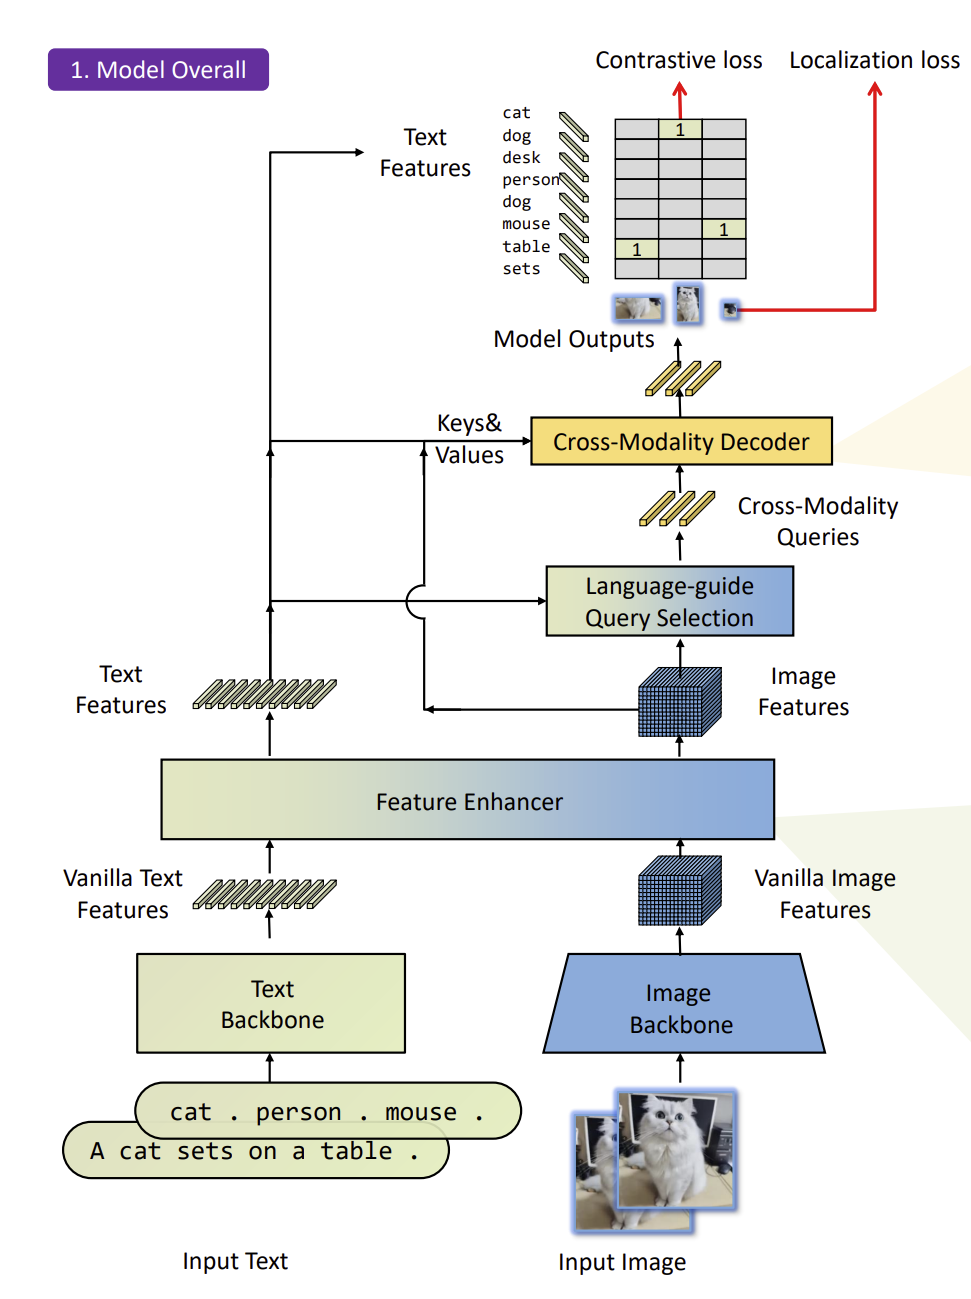 1. Model Overall
Contrastive loss
Localization loss
Text
Features
cat
dog
desk
person
dog
mouse
table
sets
1
1
1
Model Outputs
Keys&
Values
Cross-Modality Decoder
Cross-Modality
Queries
Language-guide
Query Selection
Text
Features
Image
Features
Feature Enhancer
Vanilla Text
Features
Vanilla Image
Features
Text
Backbone
Image
Backbone
cat . person . mouse .
A cat sets on a table .
Input Text
Input Image